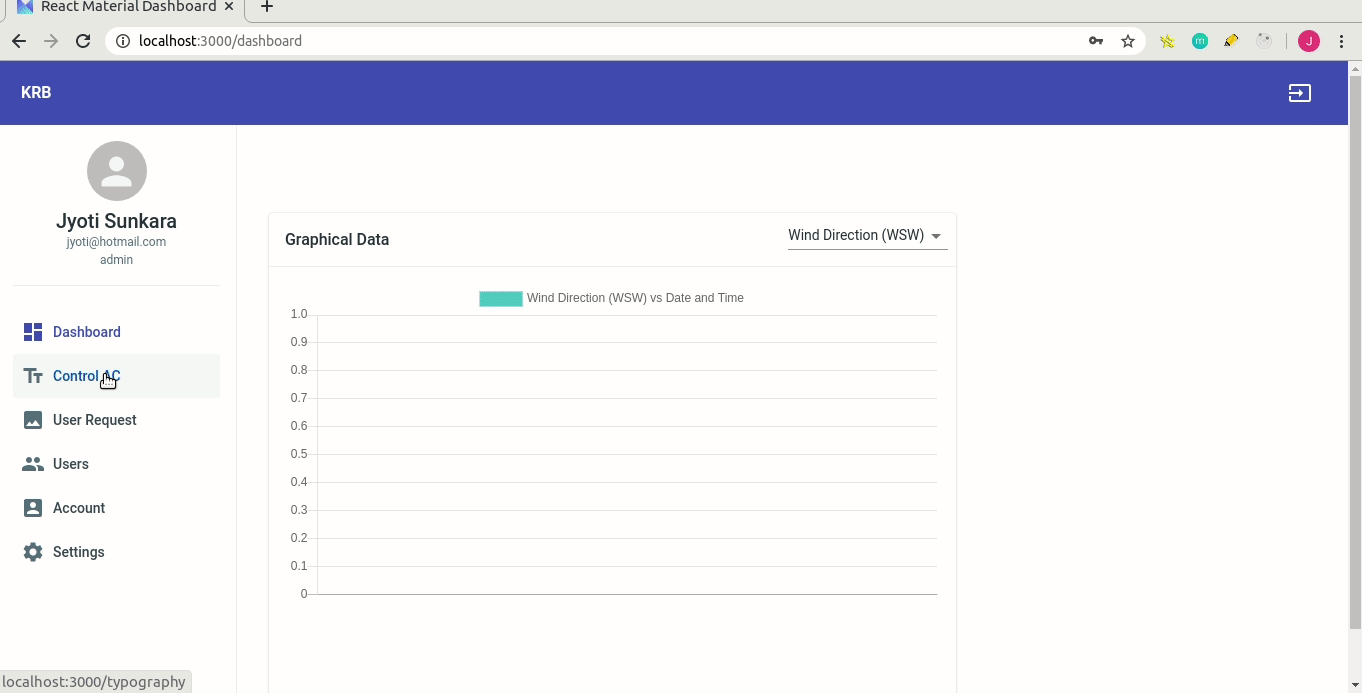 React Material Dashboard
localhost:3000/dashboard
m
J
KRB
Jyoti Sunkara
jyoti@hotmail.com
admin
Dashboard
Control AC
User Request
Users
Account
Settings
Graphical Data
Wind Direction (WSW)
Wind Direction (WSW) vs Date and Time
1.0
0.9
0.8
0.7
0.6
0.5
0.4
0.3
0.2
0.1
0
localhost:3000/typography